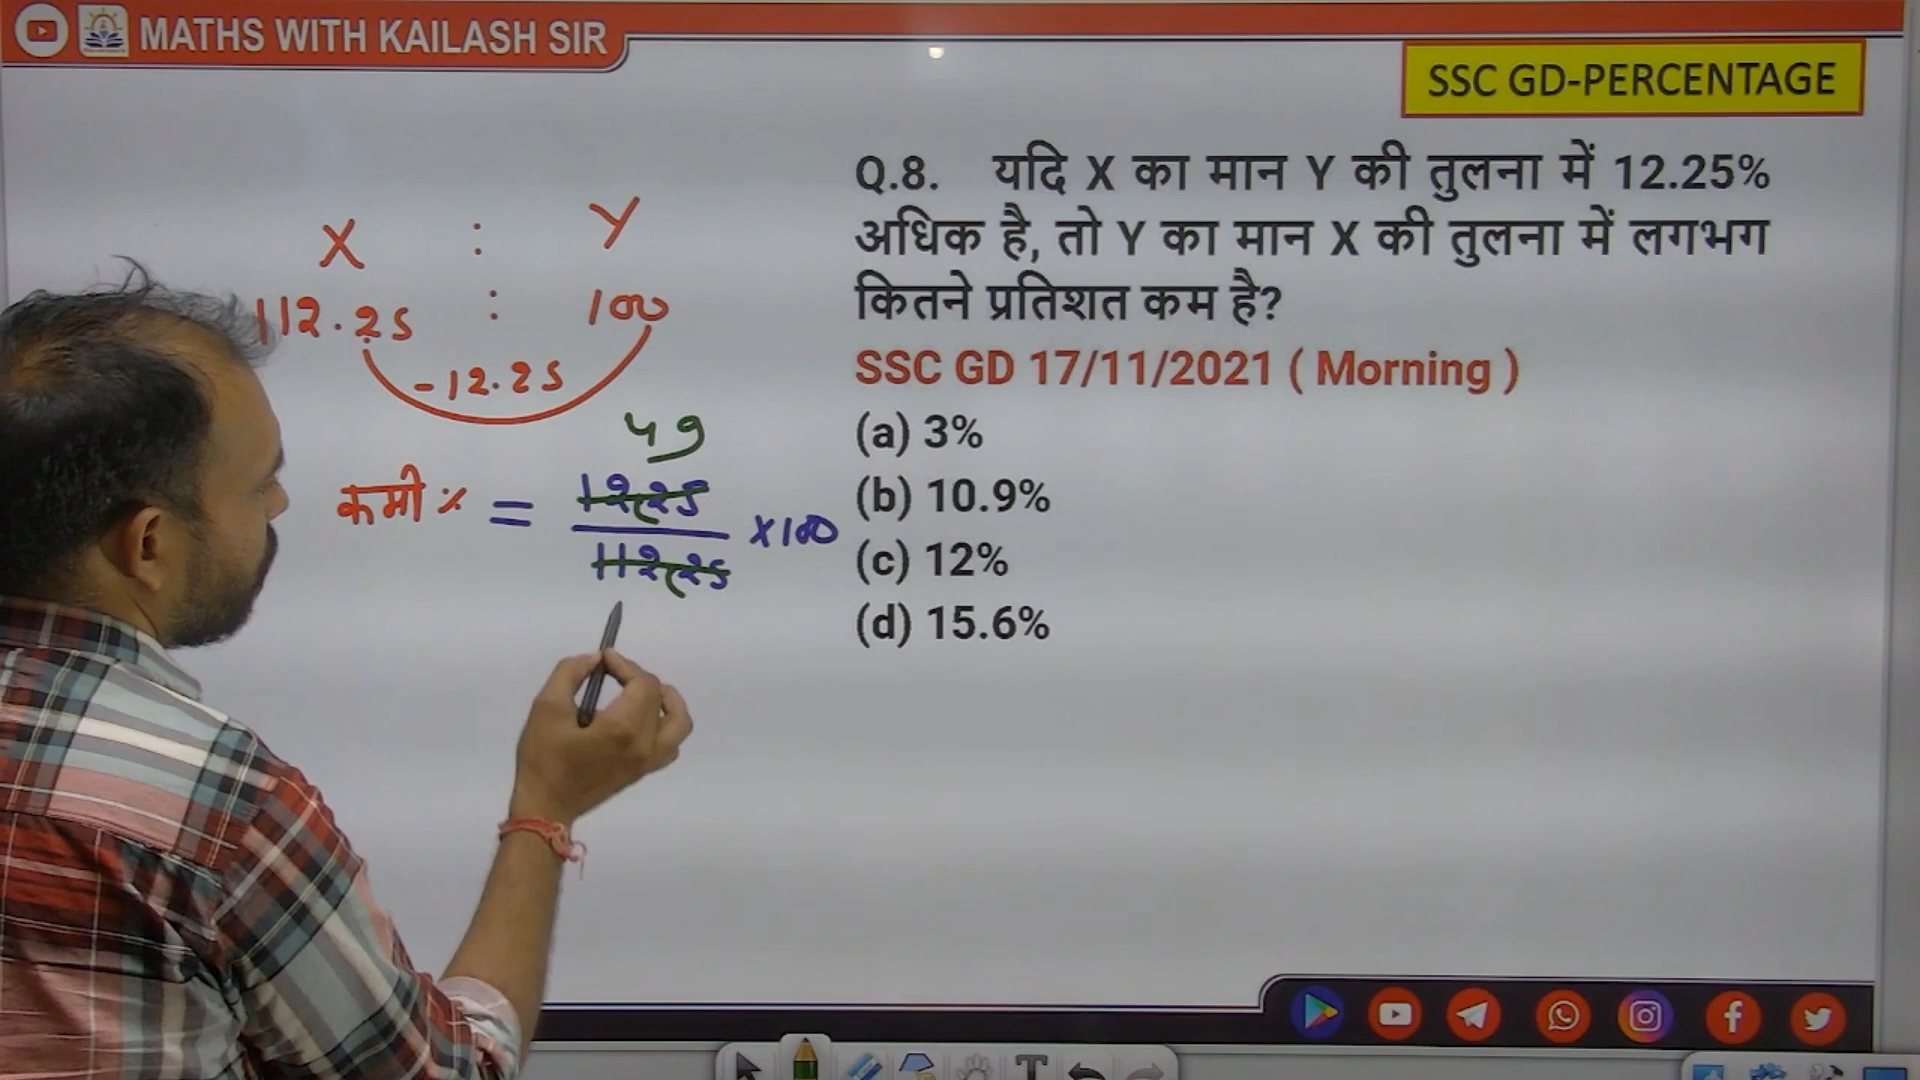 MATHS WITH KAILASH SIR
SSC GD-PERCENTAGE
Q.8. यदि X का मान Y की तुलना में 12.25%
अधिक है, तो Y का मान X की तुलना में लगभग
कितने प्रतिशत कम है?
SSC GD 17/11/2021 ( Morning )
(a) 3%
(b) 10.9%
(c) 12%
(d) 15.6%
X : Y
112.25 : 100
-12.25
49
कमी % = 1225
11225
×100